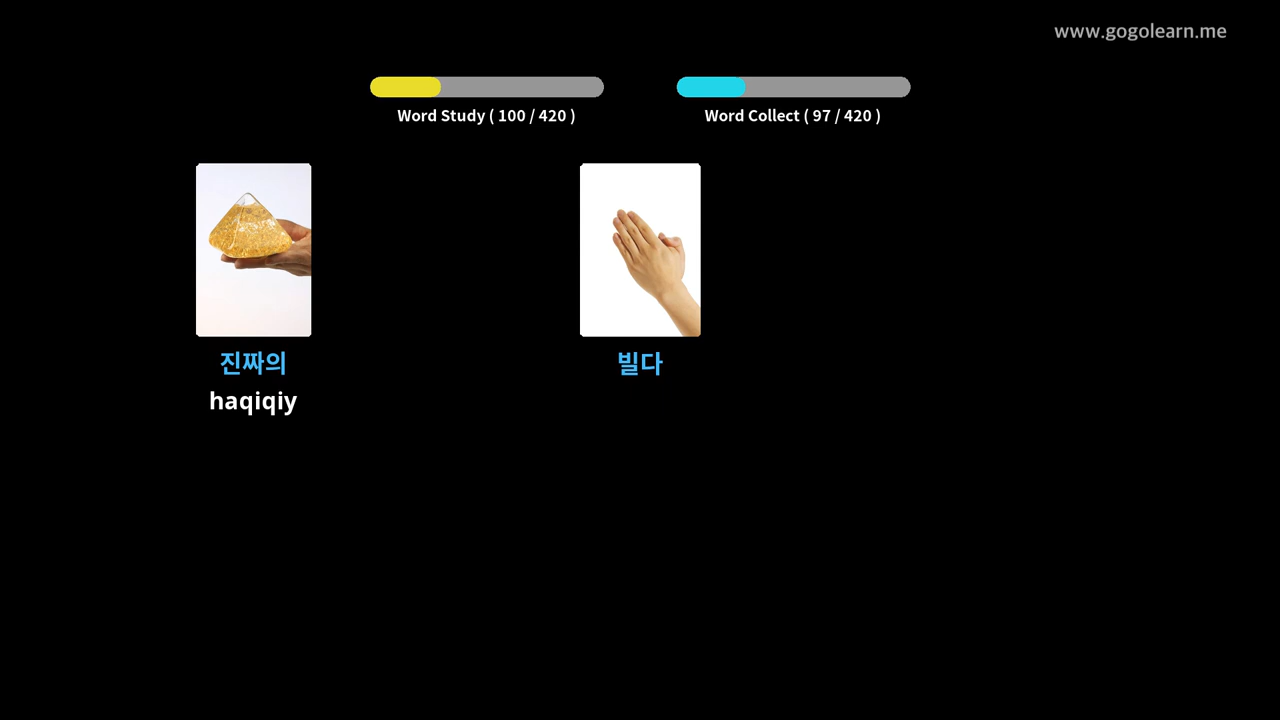 www.gogolearn.me
Word Study ( 100 / 420 )
Word Collect ( 97 / 420 )
진짜의
haqiqiy
빌다